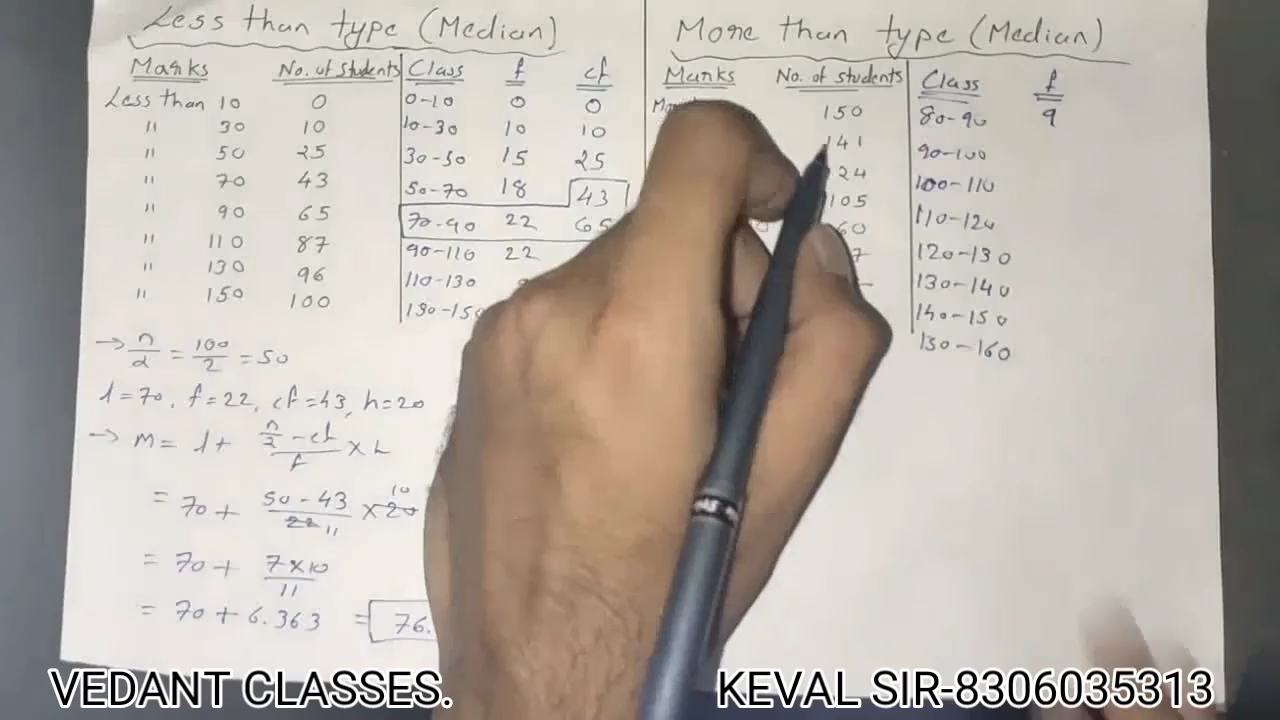 Less than type (Median)
Marks No. of students Class f cf
Less than 10 0 0-10 0 0
" 30 10 10-30 10 10
" 50 25 30-50 15 25
" 70 43 50-70 18 43
" 90 65 70-90 22 65
" 110 87 90-110 22
" 130 96 110-130
" 150 100 130-150
→ n/2 = 100/2 = 50
l=70, f=22, cf=43, h=20
→ m = l + (n/2 - cf)/f × h
= 70 + (50 - 43)/22 11 × 20 10
= 70 + (7×10)/11
= 70 + 6.363 = 76.
More than type (Median)
Marks No. of students Class f
150 80-90 9
141 90-100
124 100-110
105 110-120
60 120-130
7 130-140
140-150
150-160
VEDANT CLASSES. KEVAL SIR-8306035313